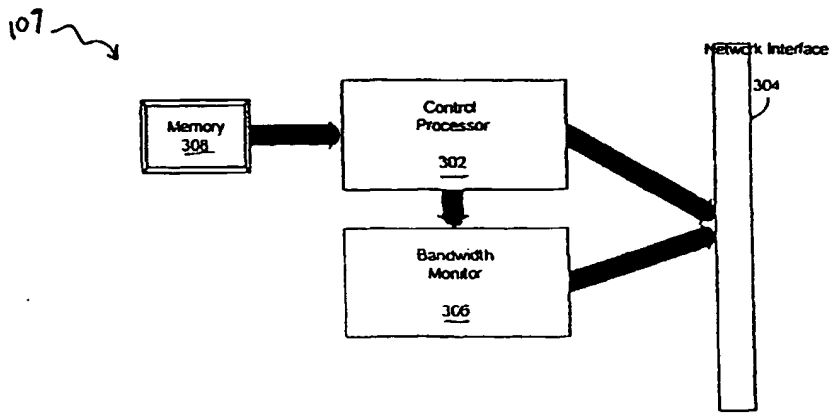 107
Network Interface
304
Memory
308
Control
Processor
302
Bandwidth
Monitor
306